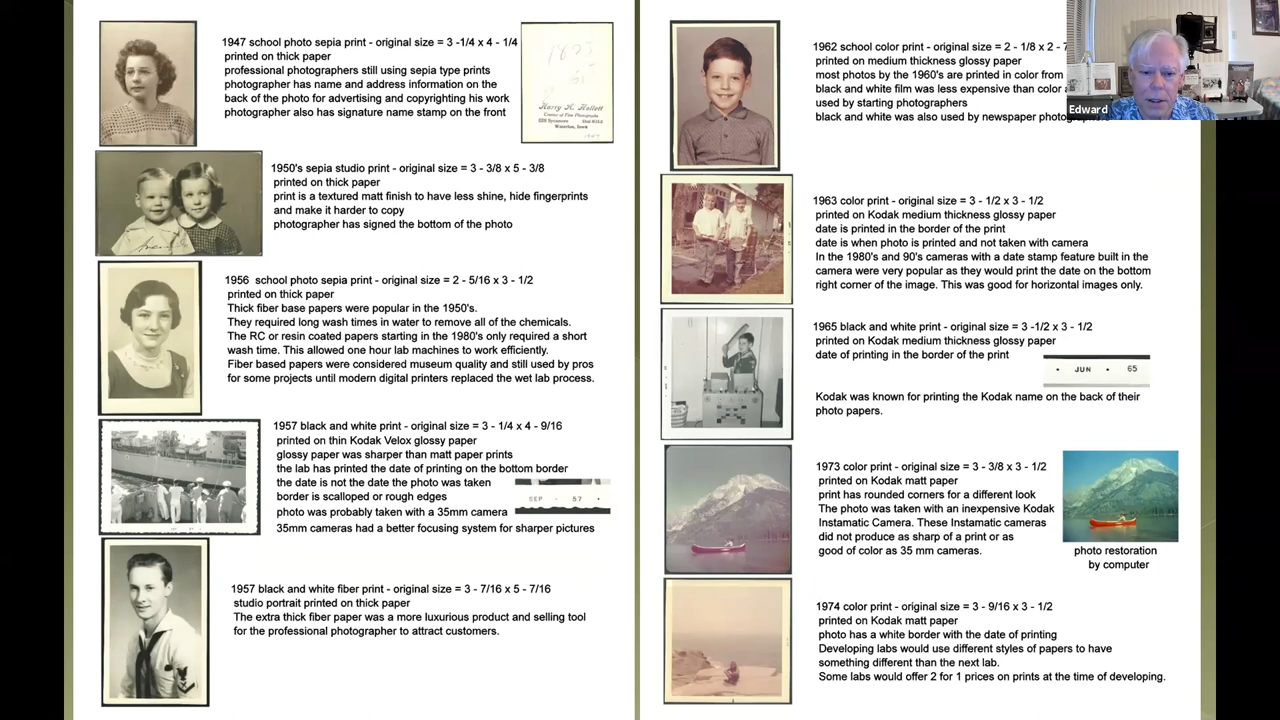 1947 school photo sepia print - original size = 3 -1/4 x 4 - 1/4
printed on thick paper
professional photographers still using sepia type prints
photographer has name and address information on the
back of the photo for advertising and copyrighting his work
photographer also has signature name stamp on the front
Harry H. Hollett
Waterloo, Iowa
1950's sepia studio print - original size = 3 - 3/8 x 5 - 3/8
printed on thick paper
print is a textured matt finish to have less shine, hide fingerprints
and make it harder to copy
photographer has signed the bottom of the photo
1956 school photo sepia print - original size = 2 - 5/16 x 3 - 1/2
printed on thick paper
Thick fiber base papers were popular in the 1950's.
They required long wash times in water to remove all of the chemicals.
The RC or resin coated papers starting in the 1980's only required a short
wash time. This allowed one hour lab machines to work efficiently.
Fiber based papers were considered museum quality and still used by pros
for some projects until modern digital printers replaced the wet lab process.
1957 black and white print - original size = 3 - 1/4 x 4 - 9/16
printed on thin Kodak Velox glossy paper
glossy paper was sharper than matt paper prints
the lab has printed the date of printing on the bottom border
the date is not the date the photo was taken
border is scalloped or rough edges
photo was probably taken with a 35mm camera
35mm cameras had a better focusing system for sharper pictures
SEP · 57 ·
1957 black and white fiber print - original size = 3 - 7/16 x 5 - 7/16
studio portrait printed on thick paper
The extra thick fiber paper was a more luxurious product and selling tool
for the professional photographer to attract customers.
1962 school color print - original size = 2 - 1/8 x 2 -
printed on medium thickness glossy paper
most photos by the 1960's are printed in color from
black and white film was less expensive than color
used by starting photographers
black and white was also used by newspaper
Edward
1963 color print - original size = 3 - 1/2 x 3 - 1/2
printed on Kodak medium thickness glossy paper
date is printed in the border of the print
date is when photo is printed and not taken with camera
In the 1980's and 90's cameras with a date stamp feature built in the
camera were very popular as they would print the date on the bottom
right corner of the image. This was good for horizontal images only.
1965 black and white print - original size = 3 -1/2 x 3 - 1/2
printed on Kodak medium thickness glossy paper
date of printing in the border of the print
• JUN • 65
Kodak was known for printing the Kodak name on the back of their
photo papers.
1973 color print - original size = 3 - 3/8 x 3 - 1/2
printed on Kodak matt paper
print has rounded corners for a different look
The photo was taken with an inexpensive Kodak
Instamatic Camera. These Instamatic cameras
did not produce as sharp of a print or as
good of color as 35 mm cameras.
photo restoration
by computer
1974 color print - original size = 3 - 9/16 x 3 - 1/2
printed on Kodak matt paper
photo has a white border with the date of printing
Developing labs would use different styles of papers to have
something different than the next lab.
Some labs would offer 2 for 1 prices on prints at the time of developing.